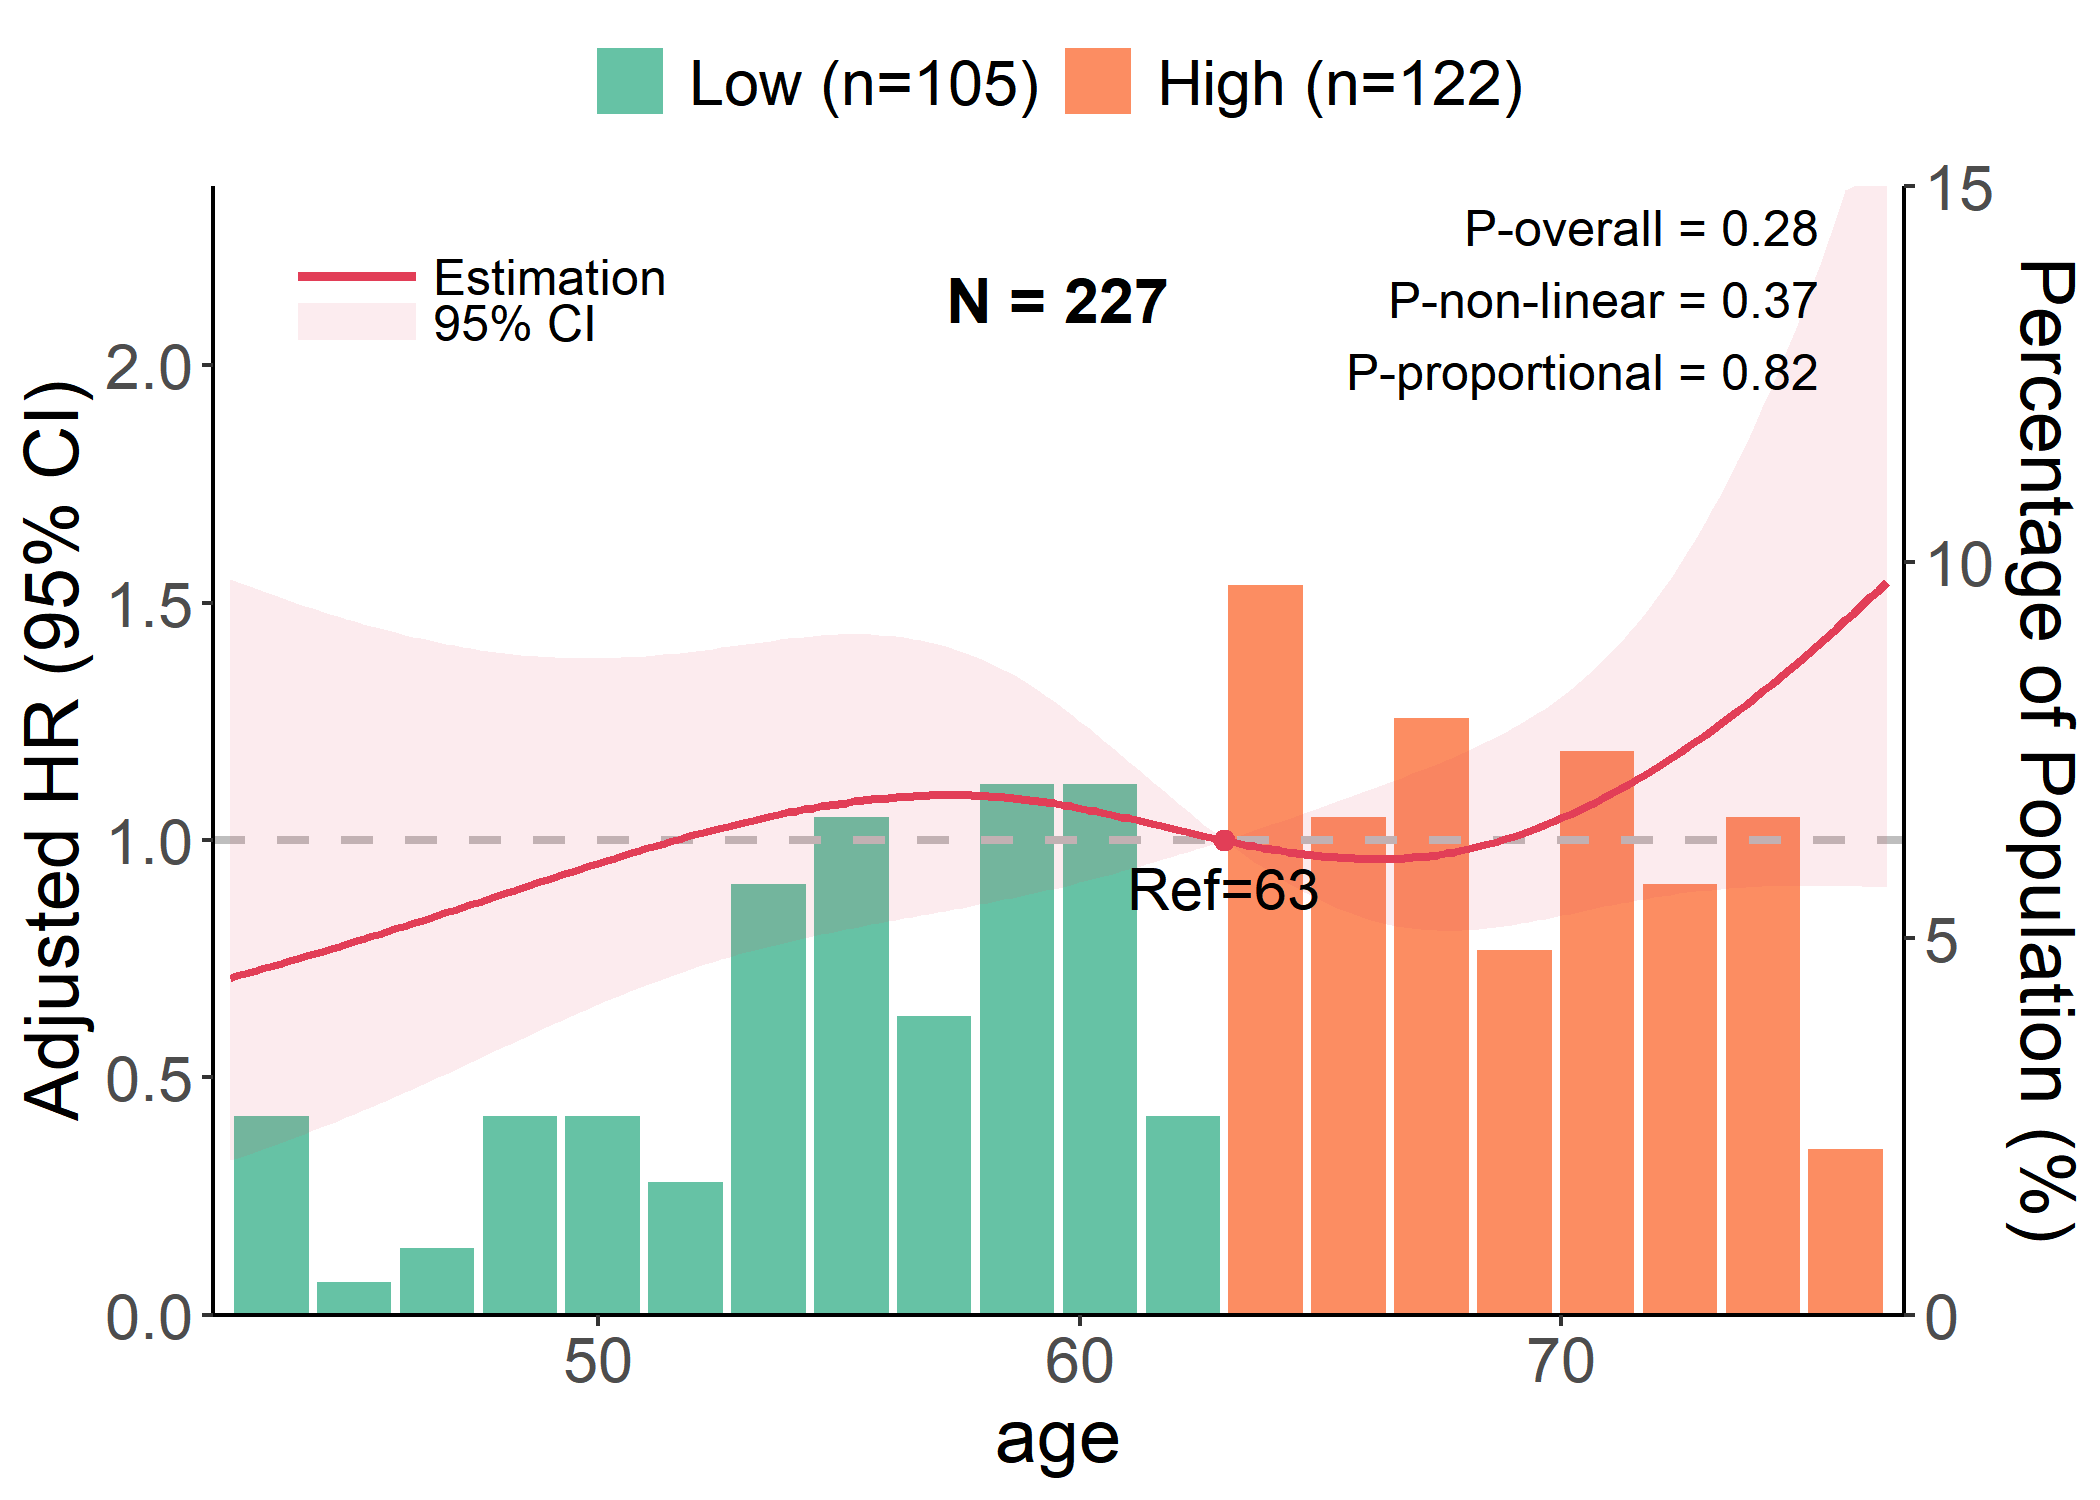 Low (n=105) High (n=122)
Estimation
95% CI
N = 227
P-overall = 0.28
P-non-linear = 0.37
P-proportional = 0.82
Adjusted HR (95% CI)
2.0
1.5
1.0
0.5
0.0
Ref=63
15
10
5
0
Percentage of Population (%)
50 60 70
age